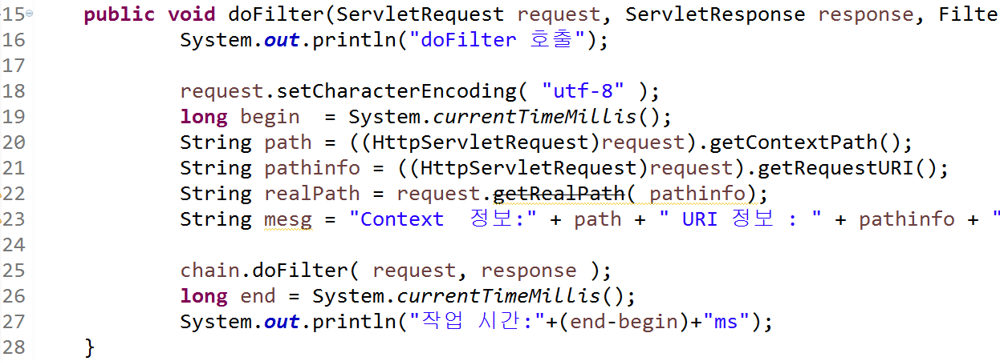 15 public void doFilter(ServletRequest request, ServletResponse response, Filte
16 System.out.println("doFilter 호출");
17
18 request.setCharacterEncoding( "utf-8" );
19 long begin  = System.currentTimeMillis();
20 String path = ((HttpServletRequest)request).getContextPath();
21 String pathinfo = ((HttpServletRequest)request).getRequestURI();
22 String realPath = request.getRealPath( pathinfo);
23 String mesg = "Context  정보:" + path + " URI 정보 : " + pathinfo + "
24
25 chain.doFilter( request, response );
26 long end = System.currentTimeMillis();
27 System.out.println("작업 시간:"+(end-begin)+"ms");
28 }